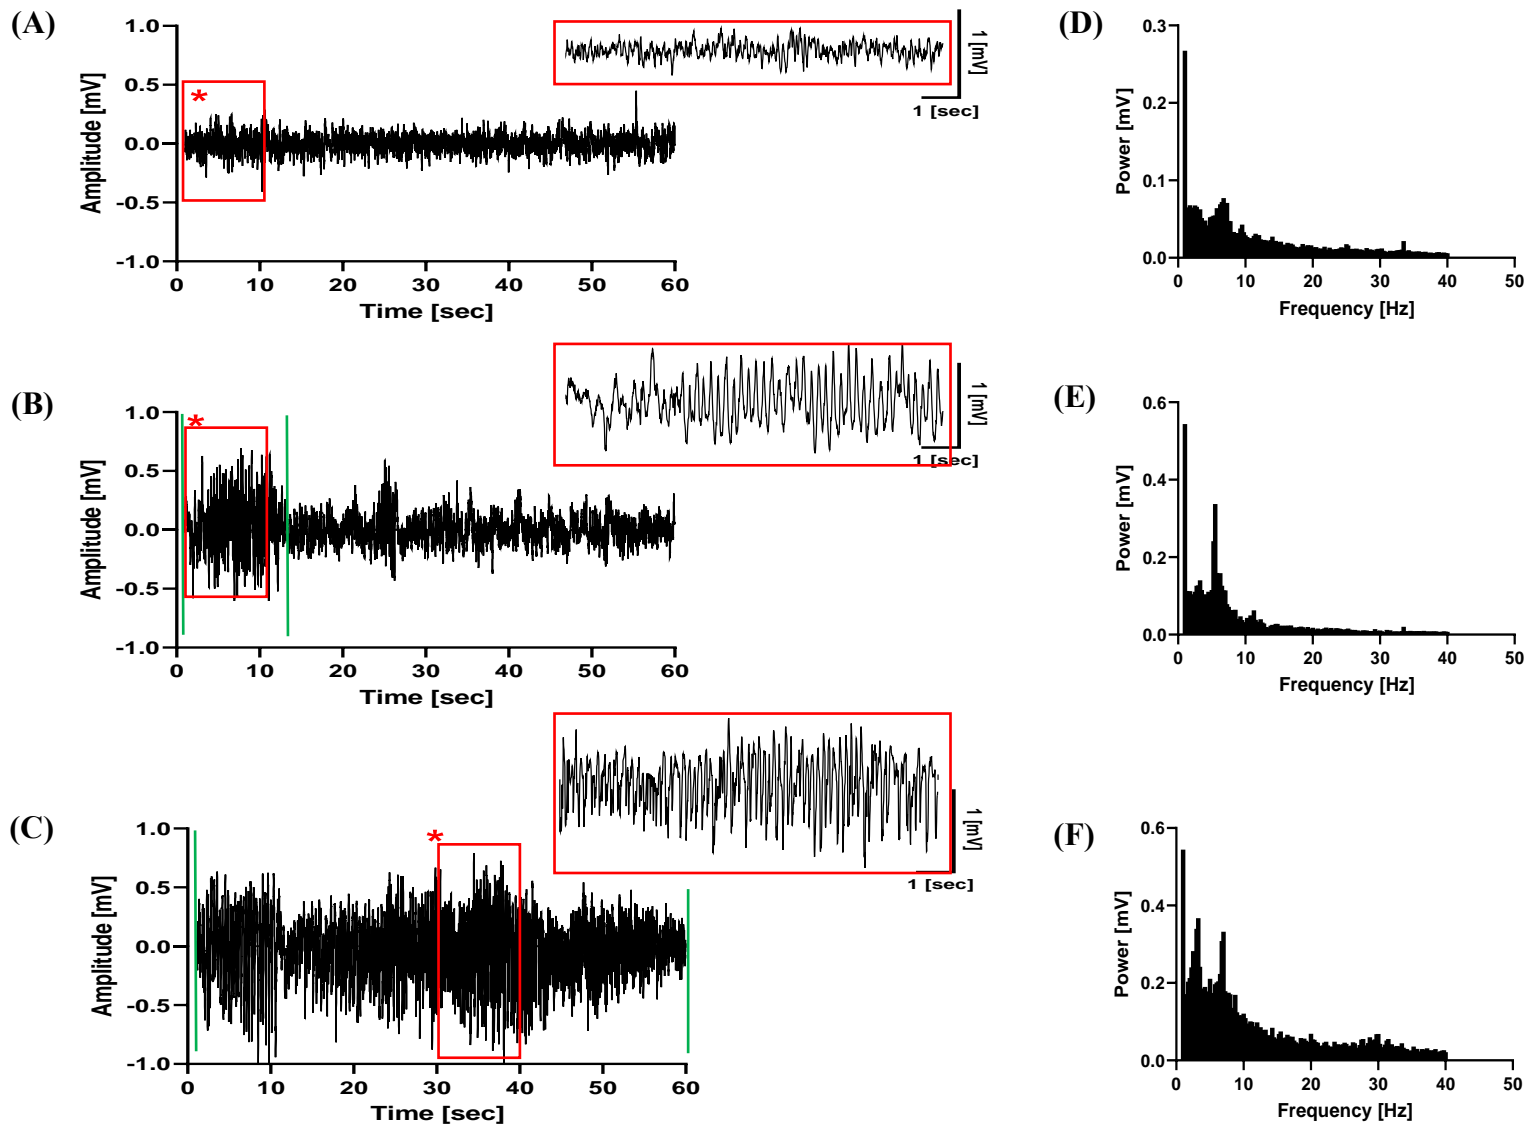 (A)
1.0
0.5
0.0
-0.5
-1.0
Amplitude [mV]
0 10 20 30 40 50 60
Time [sec]
*
1 [mV]
1 [sec]
(D)
0.3
0.2
0.1
0.0
Power [mV]
0 10 20 30 40 50
Frequency [Hz]
(B)
1.0
0.5
0.0
-0.5
-1.0
Amplitude [mV]
0 10 20 30 40 50 60
Time [sec]
*
1 [mV]
1 [sec]
(E)
0.6
0.4
0.2
0.0
Power [mV]
0 10 20 30 40 50
Frequency [Hz]
(C)
1.0
0.5
0.0
-0.5
-1.0
Amplitude [mV]
0 10 20 30 40 50 60
Time [sec]
*
1 [mV]
1 [sec]
(F)
0.6
0.4
0.2
0.0
Power [mV]
0 10 20 30 40 50
Frequency [Hz]